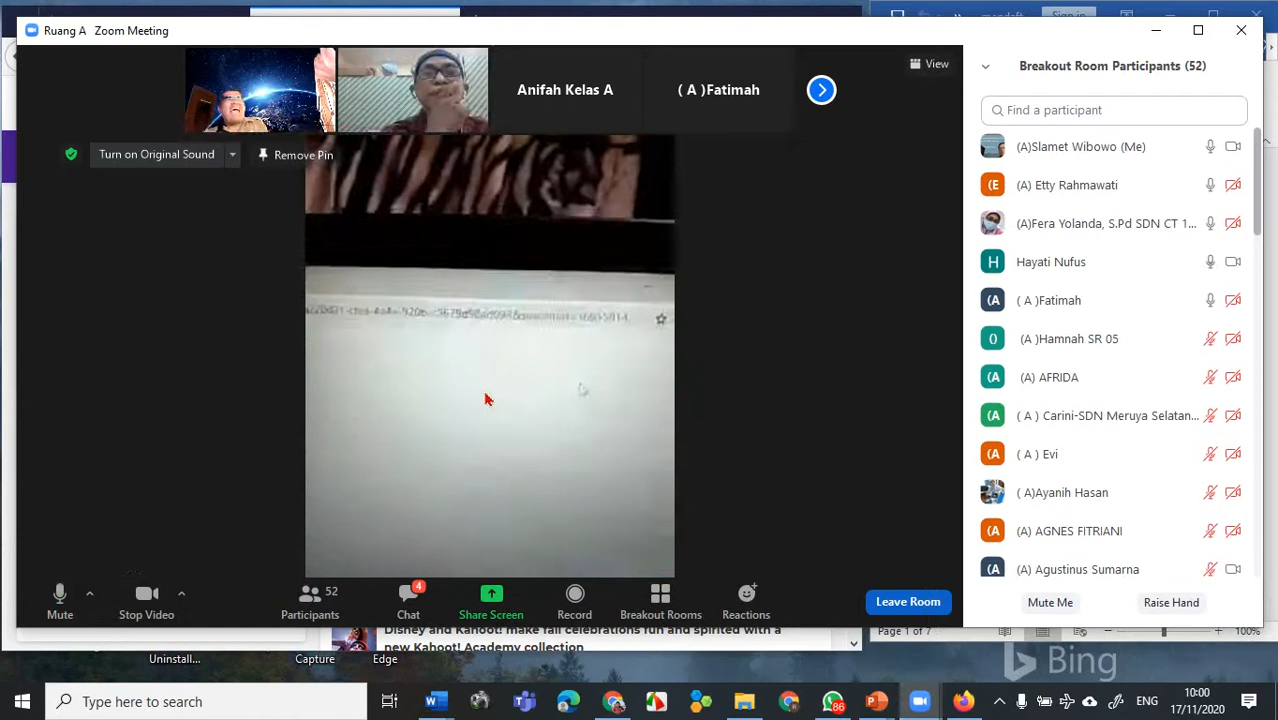 Sign in
Ruang A Zoom Meeting
Anifah Kelas A
( A )Fatimah
View
Turn on Original Sound
Remove Pin
Breakout Room Participants (52)
Find a participant
(A)Slamet Wibowo (Me)
(E
(A) Etty Rahmawati
(A)Fera Yolanda, S.Pd SDN CT 1...
H
Hayati Nufus
(A
( A )Fatimah
()
( A )Hamnah SR 05
(A
(A) AFRIDA
(A
( A ) Carini-SDN Meruya Selatan...
(A
( A ) Evi
( A)Ayanih Hasan
(A
(A) AGNES FITRIANI
(A
(A) Agustinus Sumarna
Mute Me
Raise Hand
Mute
Stop Video
52
Participants
4
Chat
Share Screen
Record
Breakout Rooms
Reactions
Leave Room
Page 1 of 7
100%
Disney and Kahoot! make fall celebrations fun and spirited with a
new Kahoot! Academy collection
Uninstall...
Capture
Edge
Bing
Type here to search
86
ENG
10:00
17/11/2020